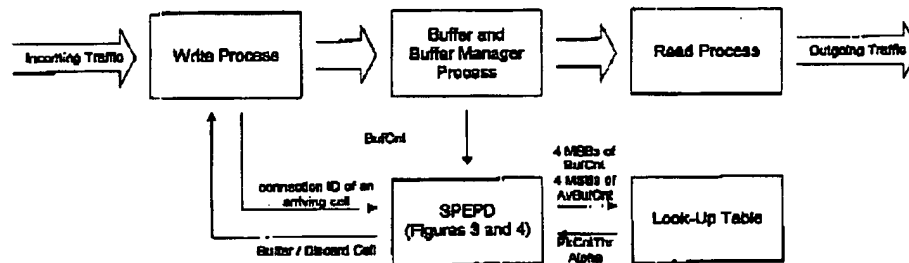 Incoming Traffic
Write Process
Buffer and
Buffer Manager
Process
Read Process
Outgoing Traffic
BufCnt
connection ID of an
arriving cell
Buffer / Discard Cell
SPEPD
(Figures 3 and 4)
4 MSBs of
BufCnt
4 MSBs of
AvBufCnt
PktCntThr
Alpha
Look-Up Table